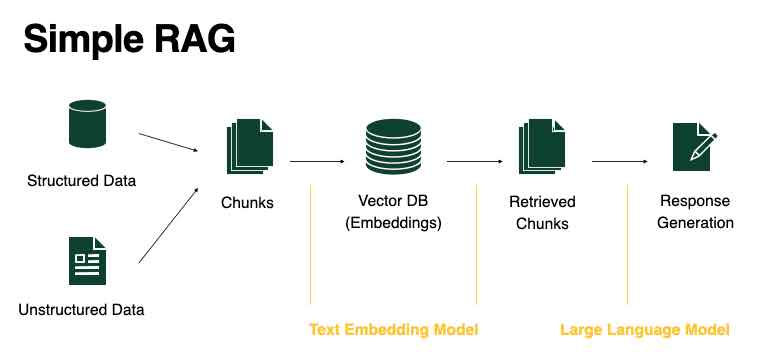 Simple RAG
Structured Data
Unstructured Data
Chunks
Vector DB
(Embeddings)
Retrieved
Chunks
Response
Generation
Text Embedding Model
Large Language Model